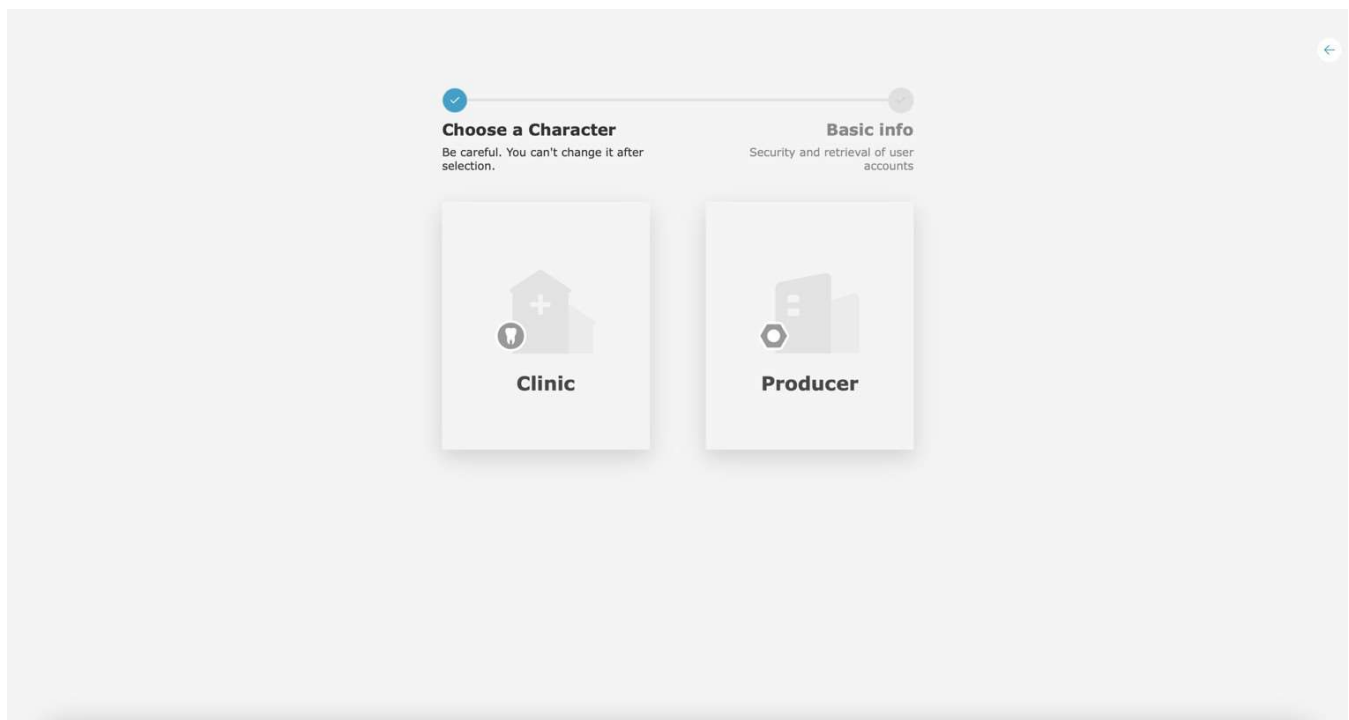 Choose a Character
Be careful. You can't change it after
selection.
Basic info
Security and retrieval of user
accounts
Clinic
Producer